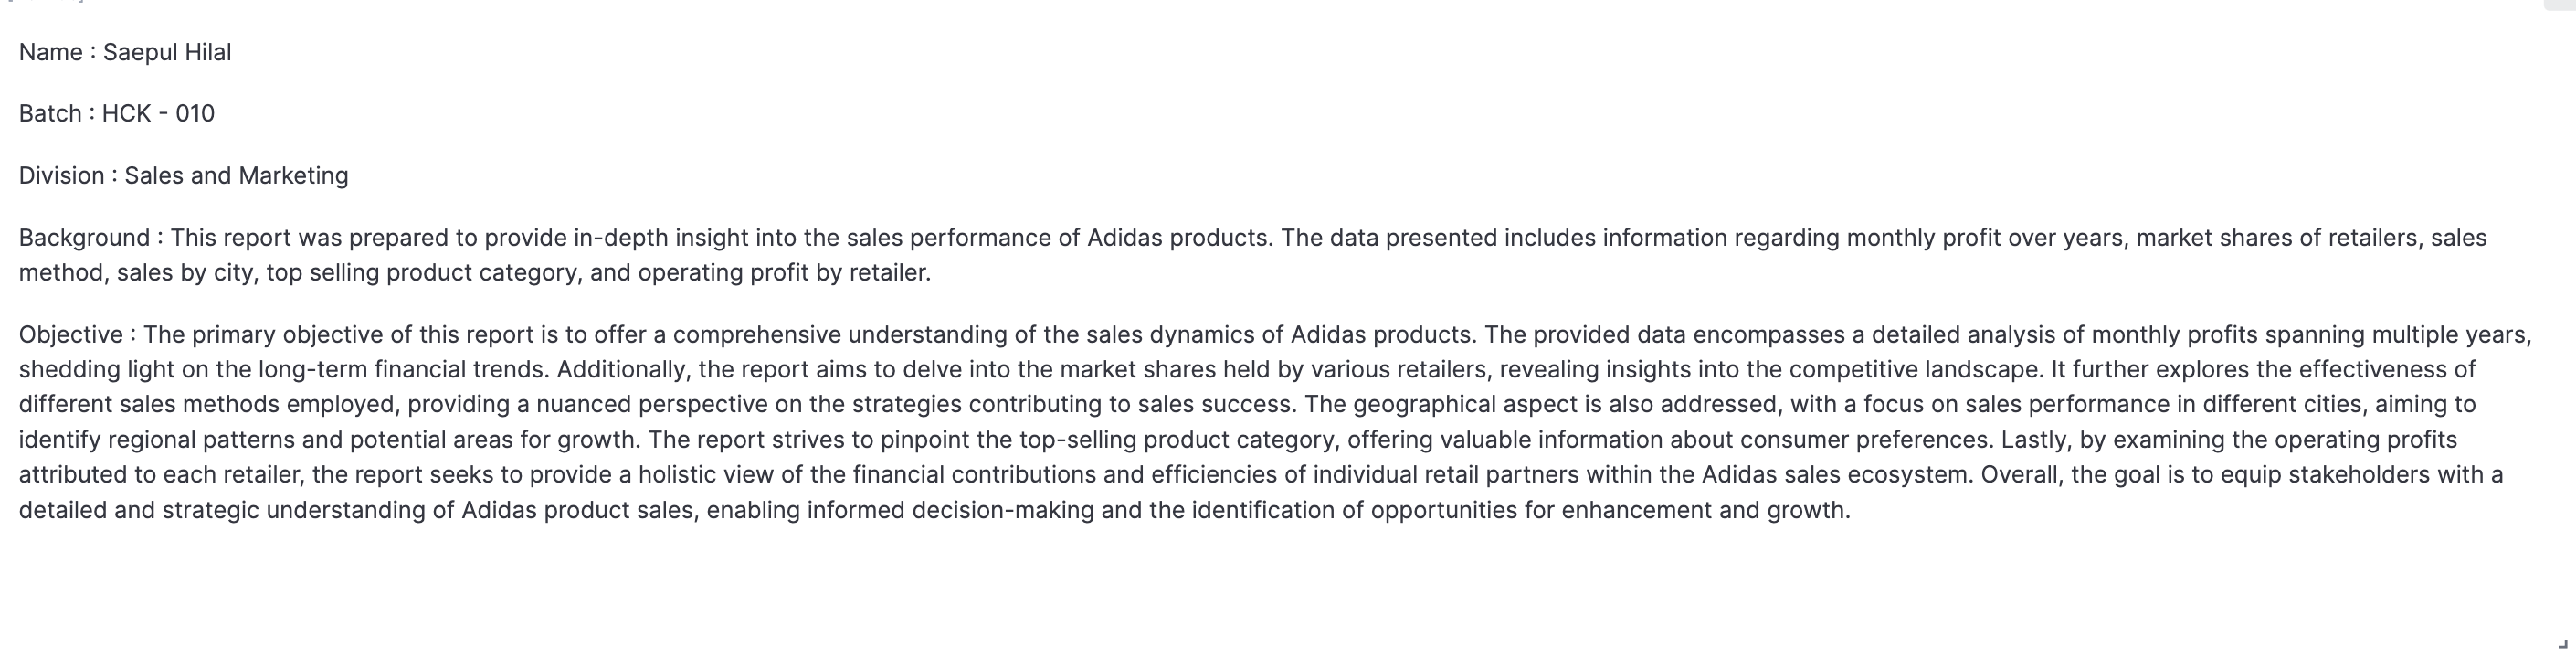 Name : Saepul Hilal
Batch : HCK - 010
Division : Sales and Marketing
Background : This report was prepared to provide in-depth insight into the sales performance of Adidas products. The data presented includes information regarding monthly profit over years, market shares of retailers, sales
method, sales by city, top selling product category, and operating profit by retailer.
Objective : The primary objective of this report is to offer a comprehensive understanding of the sales dynamics of Adidas products. The provided data encompasses a detailed analysis of monthly profits spanning multiple years,
shedding light on the long-term financial trends. Additionally, the report aims to delve into the market shares held by various retailers, revealing insights into the competitive landscape. It further explores the effectiveness of
different sales methods employed, providing a nuanced perspective on the strategies contributing to sales success. The geographical aspect is also addressed, with a focus on sales performance in different cities, aiming to
identify regional patterns and potential areas for growth. The report strives to pinpoint the top-selling product category, offering valuable information about consumer preferences. Lastly, by examining the operating profits
attributed to each retailer, the report seeks to provide a holistic view of the financial contributions and efficiencies of individual retail partners within the Adidas sales ecosystem. Overall, the goal is to equip stakeholders with a
detailed and strategic understanding of Adidas product sales, enabling informed decision-making and the identification of opportunities for enhancement and growth.